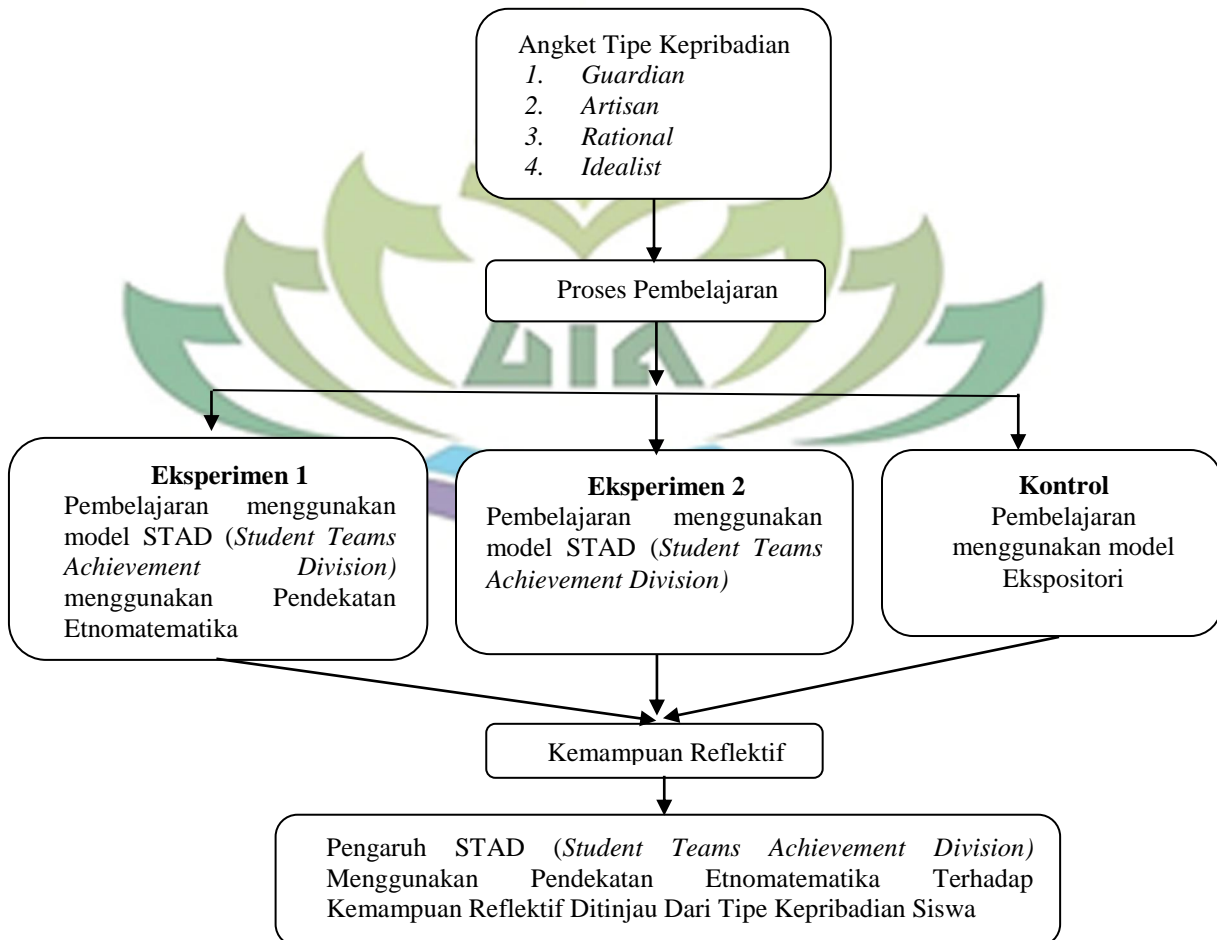 Angket Tipe Kepribadian
1. Guardian
2. Artisan
3. Rational
4. Idealist
Proses Pembelajaran
UIA
Eksperimen 1
Pembelajaran menggunakan
model STAD (Student Teams
Achievement Division)
menggunakan Pendekatan
Etnomatematika
Eksperimen 2
Pembelajaran menggunakan
model STAD (Student Teams
Achievement Division)
Kontrol
Pembelajaran
menggunakan model
Ekspositori
Kemampuan Reflektif
Pengaruh STAD (Student Teams Achievement Division)
Menggunakan Pendekatan Etnomatematika Terhadap
Kemampuan Reflektif Ditinjau Dari Tipe Kepribadian Siswa